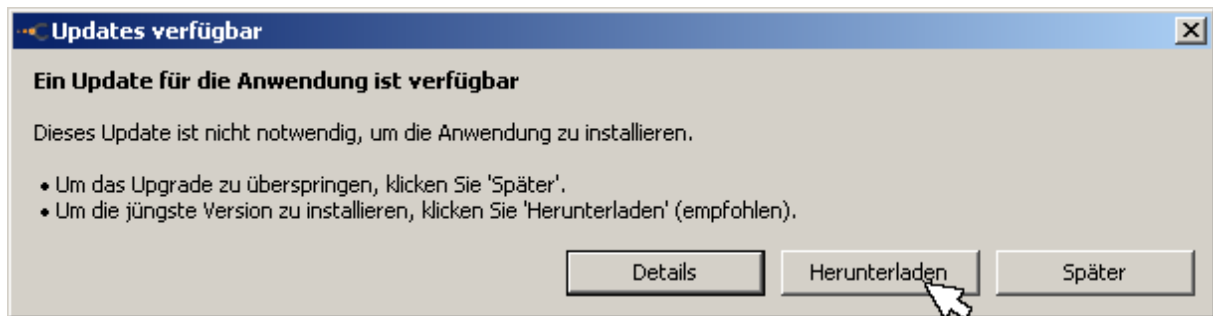 Updates verfügbar
Ein Update für die Anwendung ist verfügbar
Dieses Update ist nicht notwendig, um die Anwendung zu installieren.
• Um das Upgrade zu überspringen, klicken Sie 'Später'.
• Um die jüngste Version zu installieren, klicken Sie 'Herunterladen' (empfohlen).
Details Herunterladen Später